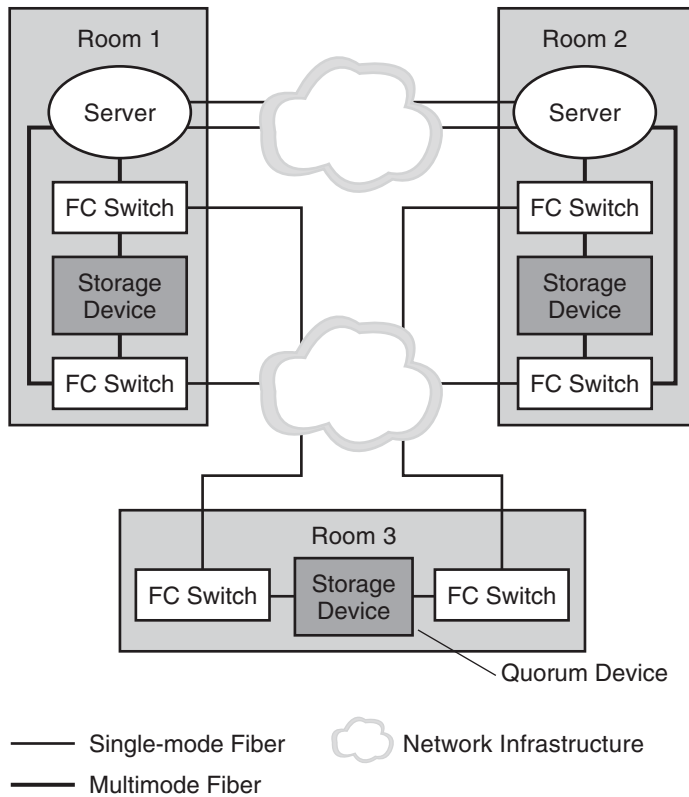 Room 1
Server
FC Switch
Storage
Device
FC Switch
Room 2
Server
FC Switch
Storage
Device
FC Switch
Room 3
FC Switch
Storage
Device
FC Switch
Quorum Device
Single-mode Fiber
Network Infrastructure
Multimode Fiber